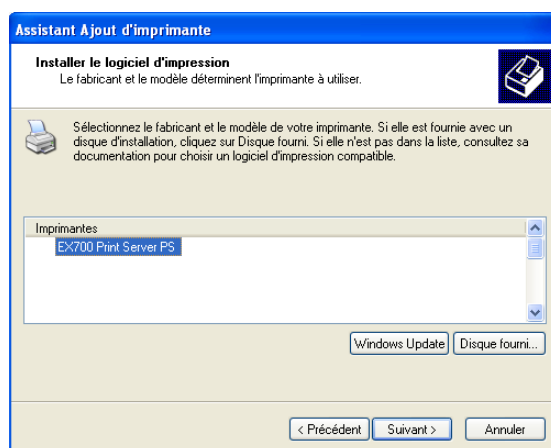 Assistant Ajout d'imprimante
Installer le logiciel d'impression
Le fabricant et le modèle déterminent l'imprimante à utiliser.
Sélectionnez le fabricant et le modèle de votre imprimante. Si elle est fournie avec un
disque d'installation, cliquez sur Disque fourni. Si elle n'est pas dans la liste, consultez sa
documentation pour choisir un logiciel d'impression compatible.
Imprimantes
EX700 Print Server PS
Windows Update
Disque fourni...
< Précédent
Suivant >
Annuler